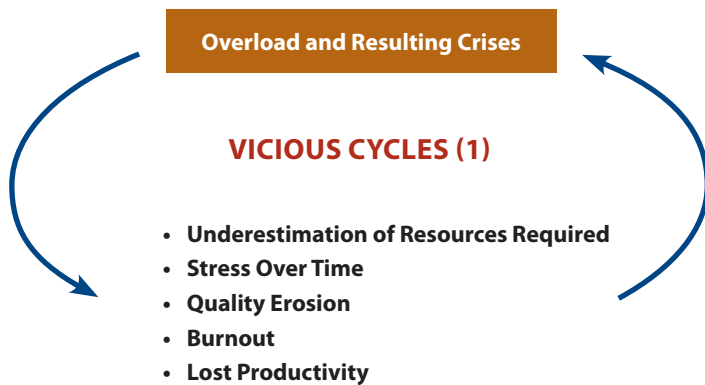 Overload and Resulting Crises
VICIOUS CYCLES (1)
• Underestimation of Resources Required
• Stress Over Time
• Quality Erosion
• Burnout
• Lost Productivity